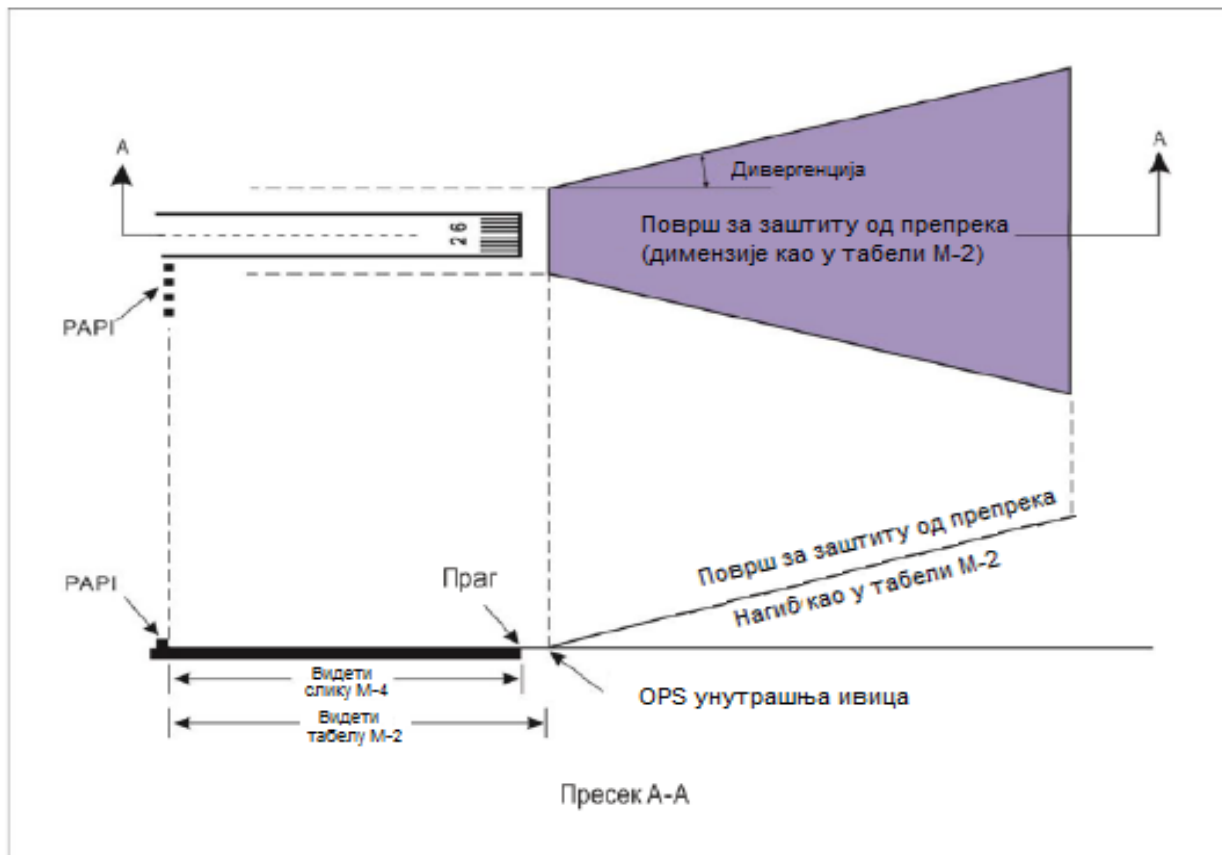 A
A
Дивергенција
Површ за заштиту од препрека
(димензије као у табели М-2)
26
PAPI
Површ за заштиту од препрека
Нагиб као у табели М-2
PAPI
Праг
Видети
слику М-4
OPS унутрашња ивица
Видети
табелу М-2
Пресек А-А